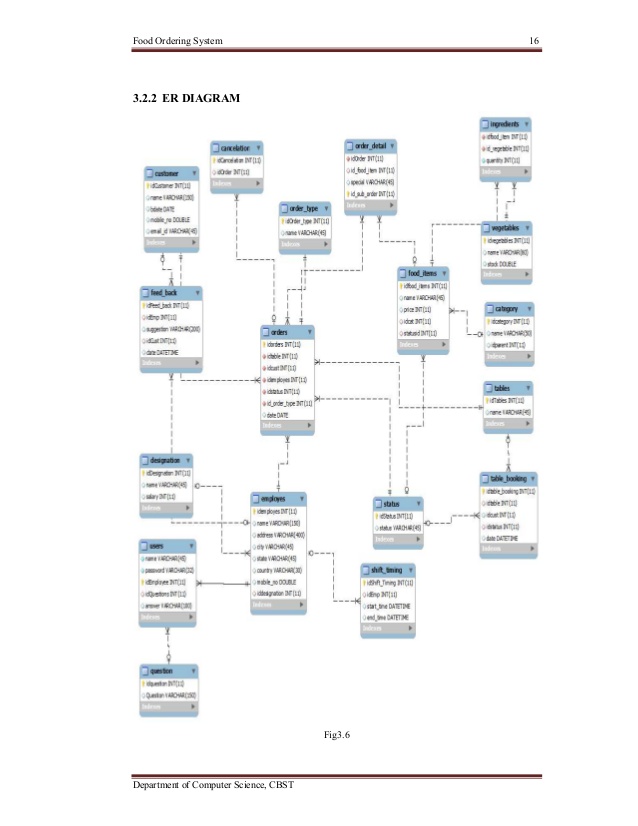 Food Ordering System 16
3.2.2 ER DIAGRAM
cancelation
idCancelation INT(11)
idOrder INT(11)
Indexes
order_detail
idOrder INT(11)
id_food_item INT(11)
special VARCHAR(45)
id_sub_order INT(11)
Indexes
ingredients
idfood_item INT(11)
id_vegetable INT(11)
quantity INT(11)
Indexes
customer
idCustomer INT(11)
name VARCHAR(150)
bdate DATE
mobile_no DOUBLE
email_id VARCHAR(45)
Indexes
order_type
idOrder_type INT(11)
name VARCHAR(45)
Indexes
vegetables
idvegetables INT(11)
name VARCHAR(60)
stock DOUBLE
Indexes
feed_back
idFeed_back INT(11)
idEmp INT(11)
suggestion VARCHAR(200)
idCust INT(11)
date DATETIME
Indexes
food_items
idfood_items INT(11)
name VARCHAR(45)
price INT(11)
idcat INT(11)
statusid INT(11)
Indexes
category
idcategory INT(11)
name VARCHAR(50)
idparent INT(11)
Indexes
orders
idorders INT(11)
idtable INT(11)
idcust INT(11)
idemployes INT(11)
idstatus INT(11)
id_order_type INT(11)
date DATE
Indexes
tables
idTables INT(11)
name VARCHAR(45)
Indexes
designation
idDesignation INT(11)
name VARCHAR(45)
salary INT(11)
Indexes
employes
idemployes INT(11)
name VARCHAR(150)
address VARCHAR(400)
city VARCHAR(45)
state VARCHAR(45)
country VARCHAR(30)
mobile_no DOUBLE
iddesignation INT(11)
Indexes
status
idStatus INT(11)
status VARCHAR(45)
Indexes
table_booking
idtable_booking INT(11)
idtable INT(11)
idcust INT(11)
idstatus INT(11)
date DATE
Indexes
users
name VARCHAR(45)
password VARCHAR(32)
idEmployee INT(11)
idQuestions INT(11)
answer VARCHAR(100)
Indexes
shift_timing
idShift_Timing INT(11)
idEmp INT(11)
start_time DATETIME
end_time DATETIME
Indexes
question
idquestion INT(11)
Question VARCHAR(150)
Indexes
Fig3.6
Department of Computer Science, CBST